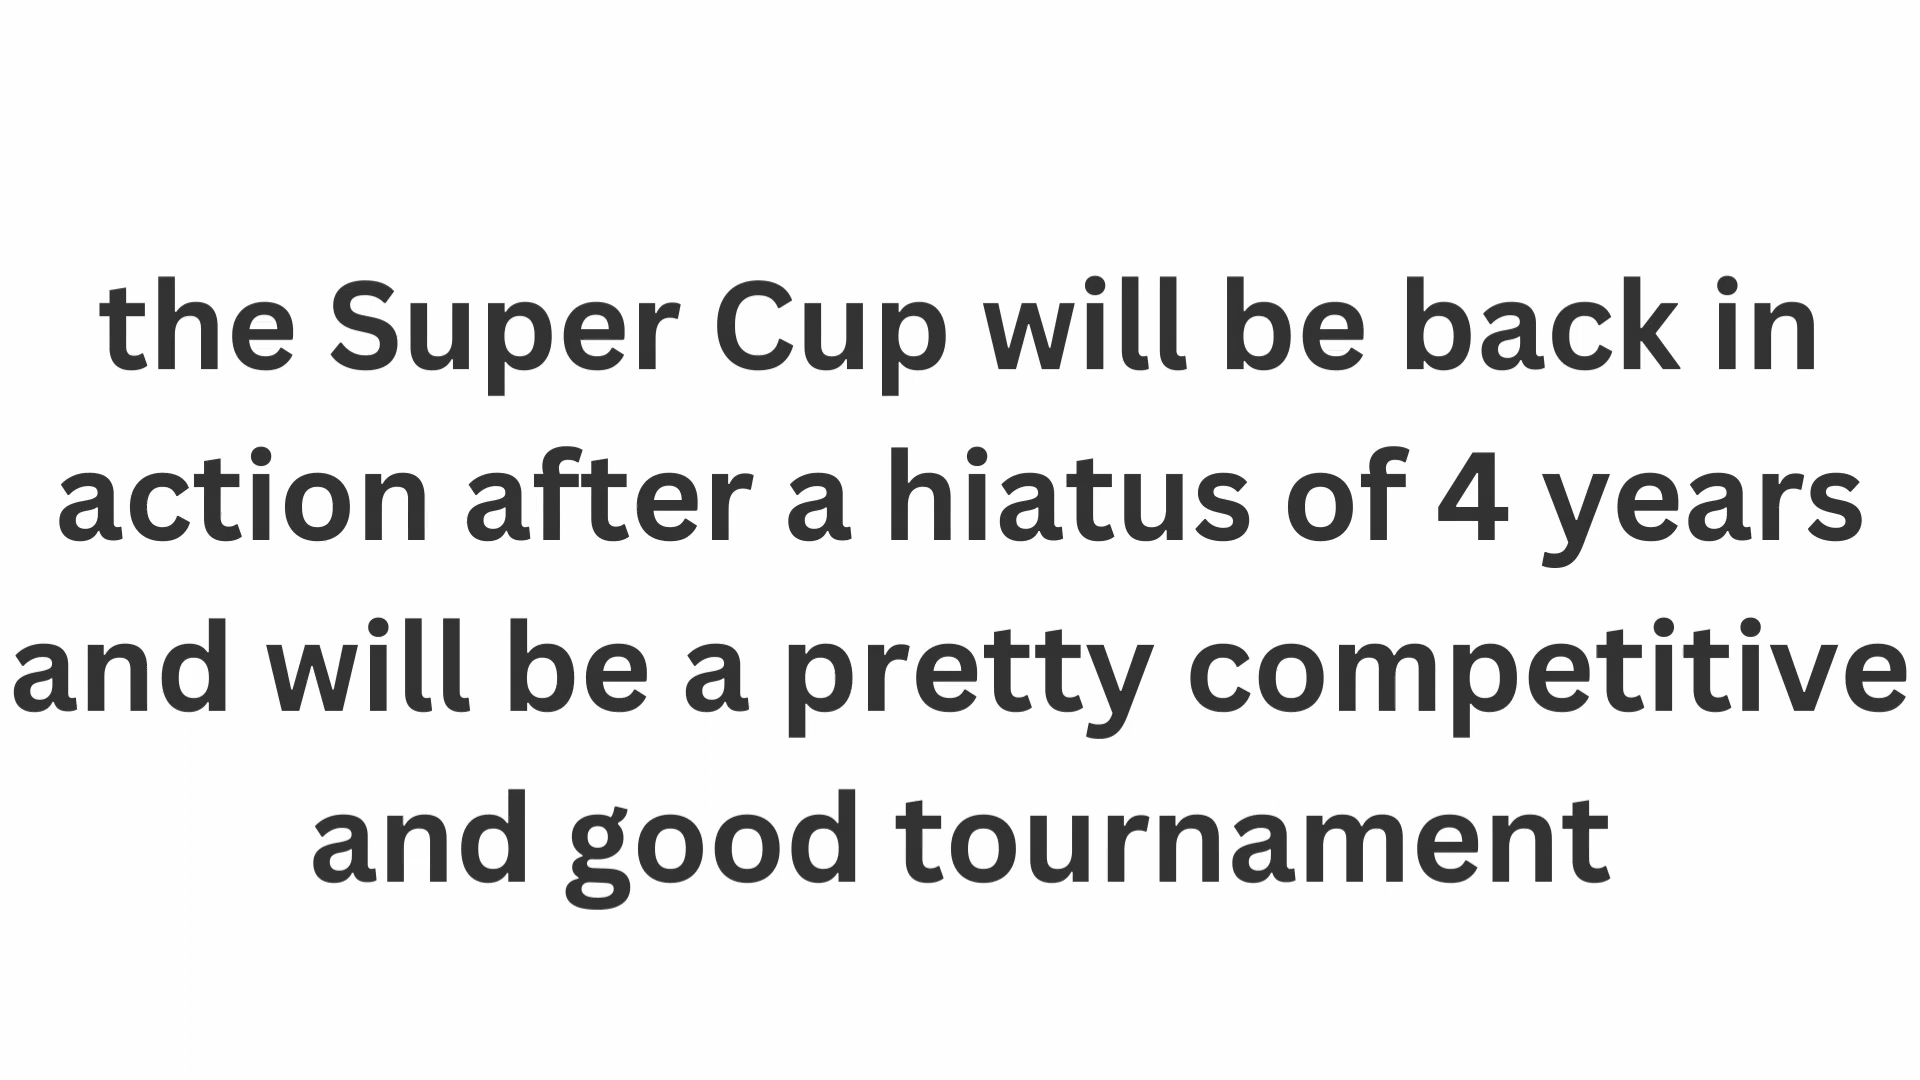 the Super Cup will be back in
action after a hiatus of 4 years
and will be a pretty competitive
and good tournament